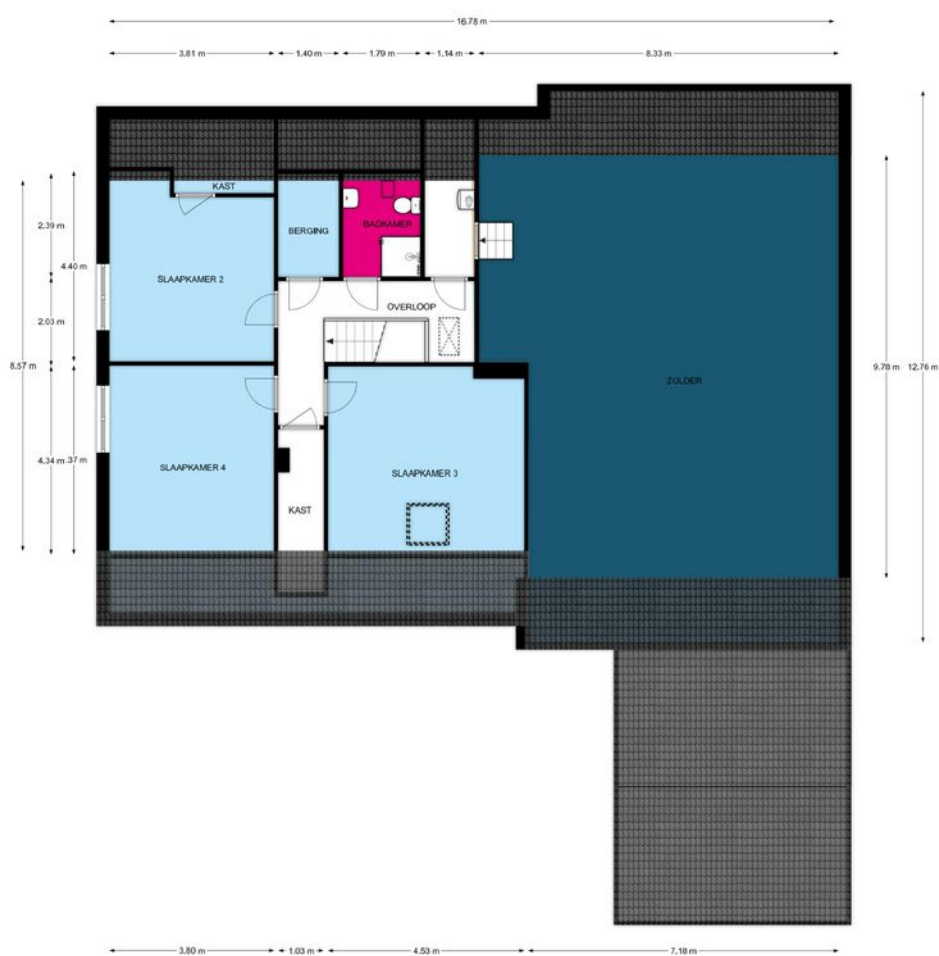 16.78 m
3.81 m
1.40 m
1.79 m
1.14 m
8.33 m
KAST
2.39 m
BERGING
BADKAMER
4.40 m
SLAAPKAMER 2
OVERLOOP
2.03 m
8.57 m
9.78 m
12.76 m
ZOLDER
4.34 m
.37 m
SLAAPKAMER 4
SLAAPKAMER 3
KAST
3.80 m
1.03 m
4.53 m
7.18 m